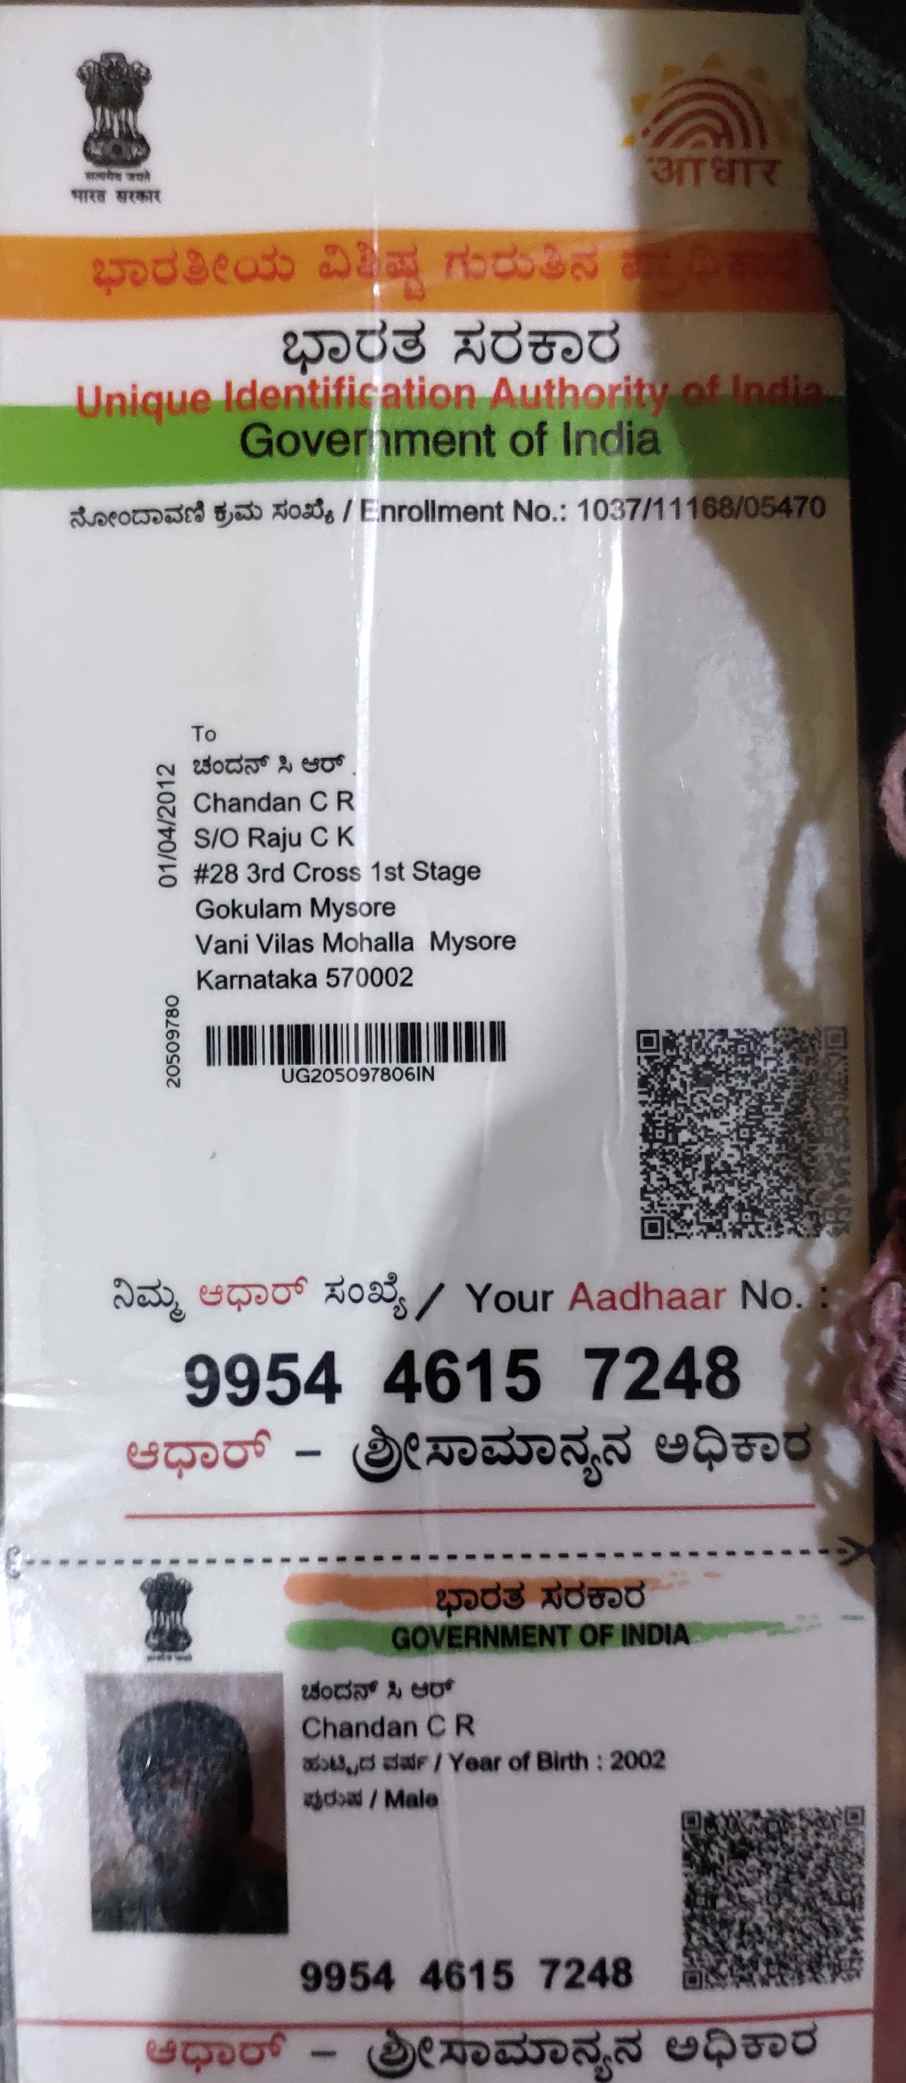 सत्यमेव जयते
भारत सरकार
आधार
ಭಾರತೀಯ ವಿಶಿಷ್ಟ ಗುರುತಿನ ಪ್ರಾಧಿಕಾರ
ಭಾರತ ಸರಕಾರ
Unique Identification Authority of India
Government of India
ನೋಂದಾವಣಿ ಕ್ರಮ ಸಂಖ್ಯೆ / Enrollment No.: 1037/11168/05470
To
ಚಂದನ್ ಸಿ ಆರ್ .
Chandan C R
S/O Raju C K
#28 3rd Cross 1st Stage
Gokulam Mysore
Vani Vilas Mohalla Mysore
Karnataka 570002
01/04/2012
20509780
UG205097806IN
ನಿಮ್ಮ ಆಧಾರ್ ಸಂಖ್ಯೆ / Your Aadhaar No. :
9954 4615 7248
ಆಧಾರ್ – ಶ್ರೀಸಾಮಾನ್ಯನ ಅಧಿಕಾರ
ಭಾರತ ಸರಕಾರ
GOVERNMENT OF INDIA
ಚಂದನ್ ಸಿ ಆರ್
Chandan C R
ಹುಟ್ಟಿದ ವರ್ಷ / Year of Birth : 2002
ಪುರುಷ / Male
9954 4615 7248
ಆಧಾರ್ – ಶ್ರೀಸಾಮಾನ್ಯನ ಅಧಿಕಾರ